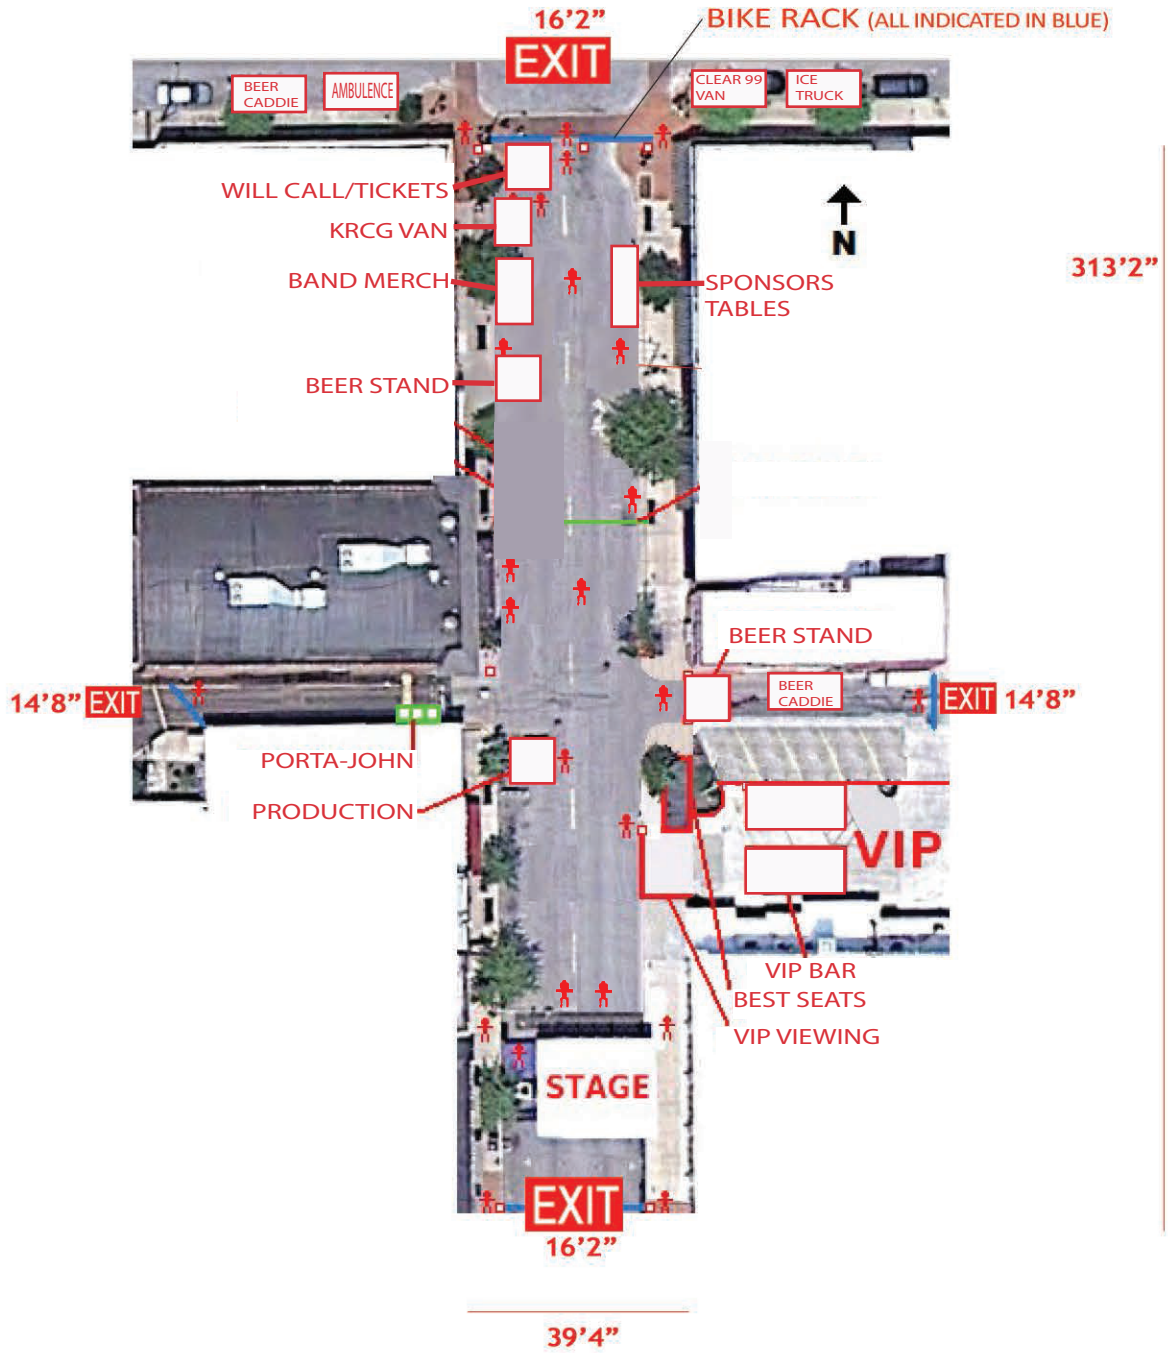 16’2”
EXIT
BIKE RACK (ALL INDICATED IN BLUE)
BEER
CADDIE
AMBULENCE
CLEAR 99
VAN
ICE
TRUCK
WILL CALL/TICKETS
KRCG VAN
N
313’2”
BAND MERCH
SPONSORS
TABLES
BEER STAND
BEER STAND
14’8” EXIT
BEER
CADDIE
EXIT 14’8”
PORTA-JOHN
PRODUCTION
VIP
VIP BAR
BEST SEATS
VIP VIEWING
STAGE
EXIT
16’2”
39’4”